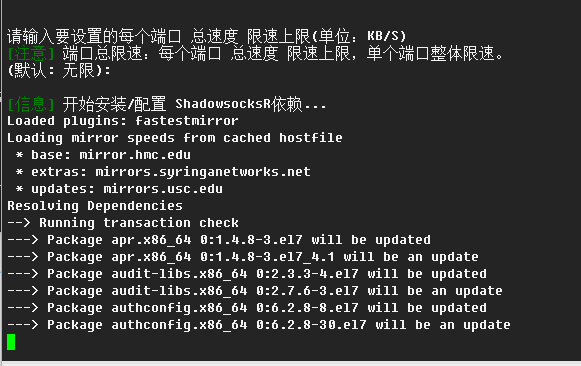 请输入要设置的每个端口 总速度 限速上限(单位：KB/S)
[注意] 端口总限速：每个端口 总速度 限速上限，单个端口整体限速。
(默认: 无限):
[信息] 开始安装/配置 ShadowsocksR依赖...
Loaded plugins: fastestmirror
Loading mirror speeds from cached hostfile
 * base: mirror.hmc.edu
 * extras: mirrors.syringanetworks.net
 * updates: mirrors.usc.edu
Resolving Dependencies
--> Running transaction check
---> Package apr.x86_64 0:1.4.8-3.el7 will be updated
---> Package apr.x86_64 0:1.4.8-3.el7_4.1 will be an update
---> Package audit-libs.x86_64 0:2.3.3-4.el7 will be updated
---> Package audit-libs.x86_64 0:2.7.6-3.el7 will be an update
---> Package authconfig.x86_64 0:6.2.8-8.el7 will be updated
---> Package authconfig.x86_64 0:6.2.8-30.el7 will be an update